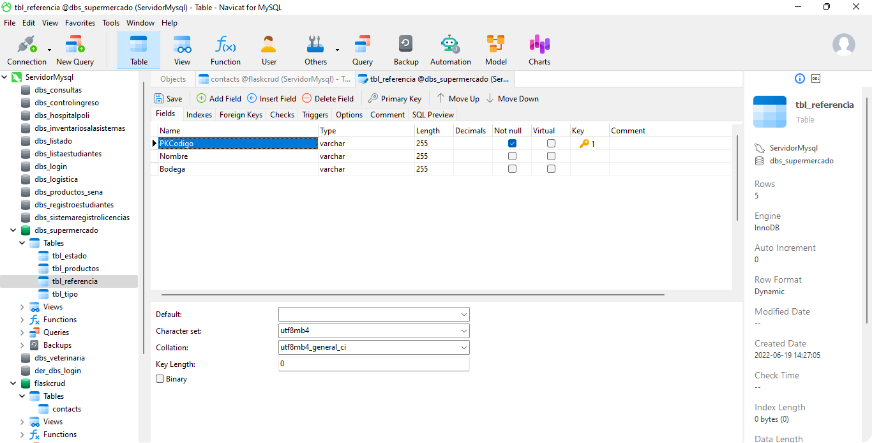 tbl_referencia @dbs_supermercado (ServidorMysql) - Table - Navicat for MySQL
File Edit View Favorites Tools Window Help
Connection New Query Table View Function User Others Query Backup Automation Model Charts
ServidorMysql
dbs_consultas
dbs_controlingreso
dbs_hospitalpoli
dbs_inventariosalasistemas
dbs_listado
dbs_listaestudiantes
dbs_login
dbs_logistica
dbs_productos_sena
dbs_registroestudiantes
dbs_sistemaregistrolicencias
dbs_supermercado
Tables
tbl_estado
tbl_productos
tbl_referencia
tbl_tipo
Views
Functions
Queries
Backups
dbs_veterinaria
der_dbs_login
flaskcrud
Tables
contacts
Views
Functions
Objects contacts @flaskcrud (ServidorMysql) - T... tbl_referencia @dbs_supermercado (Ser...
Save Add Field Insert Field Delete Field Primary Key Move Up Move Down
Fields Indexes Foreign Keys Checks Triggers Options Comment SQL Preview
Name Type Length Decimals Not null Virtual Key Comment
PKCodigo varchar 255 1
Nombre varchar 255
Bodega varchar 255
Default:
Character set: utf8mb4
Collation: utf8mb4_general_ci
Key Length: 0
Binary
tbl_referencia
Table
ServidorMysql
dbs_supermercado
Rows
5
Engine
InnoDB
Auto Increment
0
Row Format
Dynamic
Modified Date
--
Created Date
2022-06-19 14:27:05
Check Time
--
Index Length
0 bytes (0)
Data Length